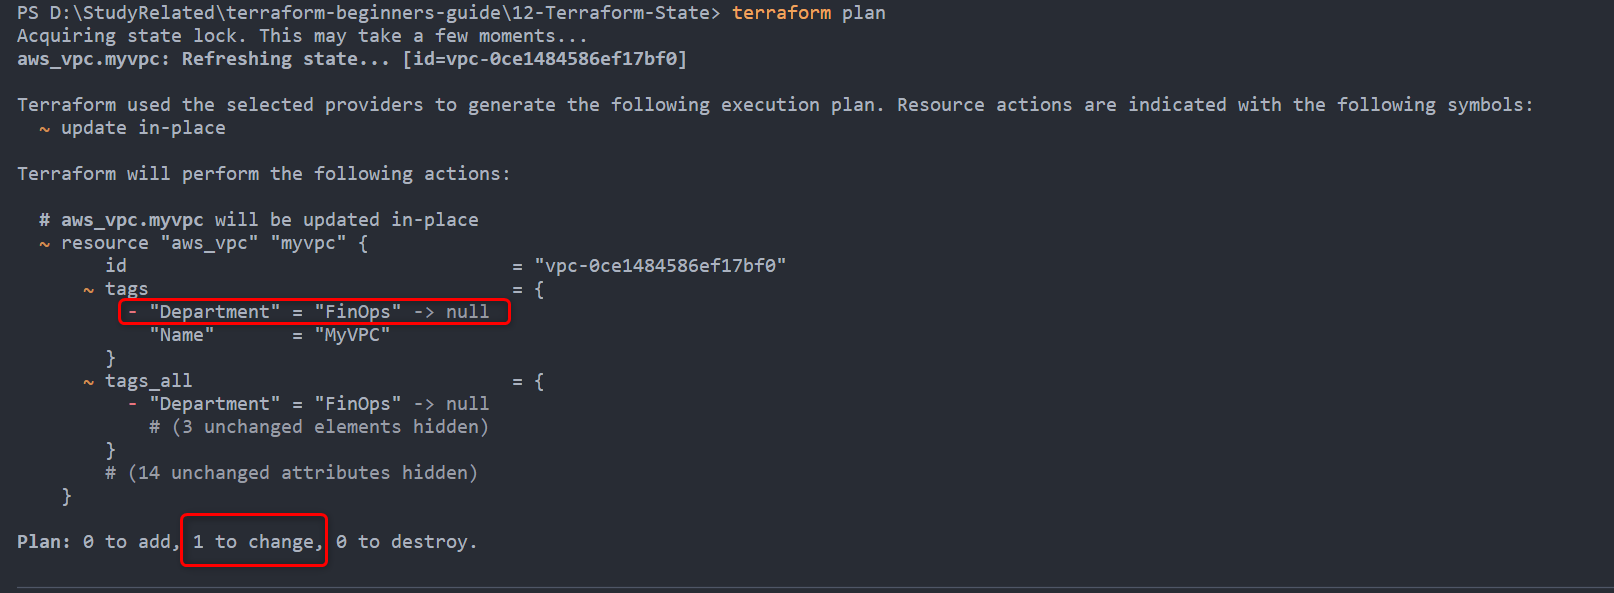 PS D:\StudyRelated\terraform-beginners-guide\12-Terraform-State> terraform plan
Acquiring state lock. This may take a few moments...
aws_vpc.myvpc: Refreshing state... [id=vpc-0ce1484586ef17bf0]
Terraform used the selected providers to generate the following execution plan. Resource actions are indicated with the following symbols:
~ update in-place
Terraform will perform the following actions:
# aws_vpc.myvpc will be updated in-place
~ resource "aws_vpc" "myvpc" {
id = "vpc-0ce1484586ef17bf0"
~ tags = {
- "Department" = "FinOps" -> null
"Name" = "MyVPC"
}
~ tags_all = {
- "Department" = "FinOps" -> null
# (3 unchanged elements hidden)
}
# (14 unchanged attributes hidden)
}
Plan: 0 to add, 1 to change, 0 to destroy.